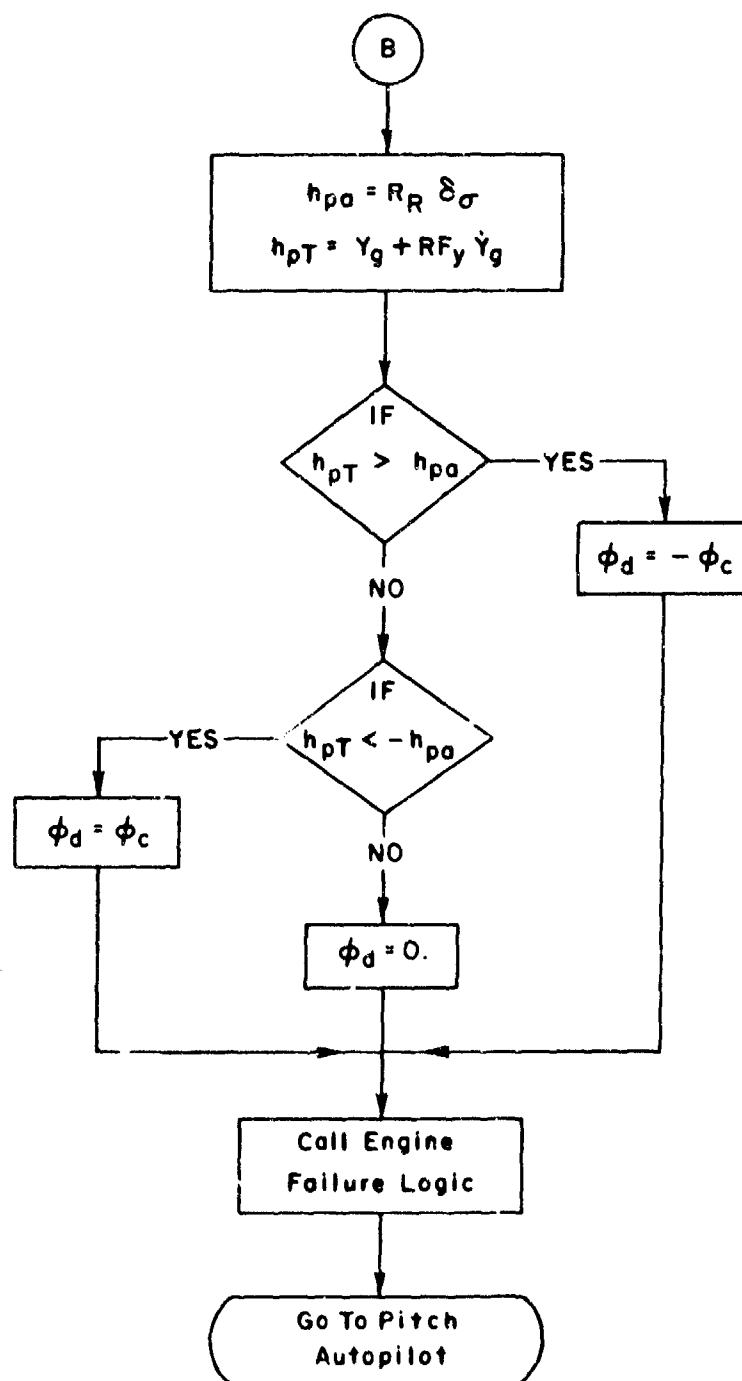 B
h_pa = R_R δ_σ
h_pT = Y_g + RF_y Ẏ_g
IF
h_pT > h_pa
YES
ϕ_d = - ϕ_c
NO
IF
h_pT < -h_pa
YES
ϕ_d = ϕ_c
NO
ϕ_d = 0.
Call Engine
Failure Logic
Go To Pitch
Autopilot